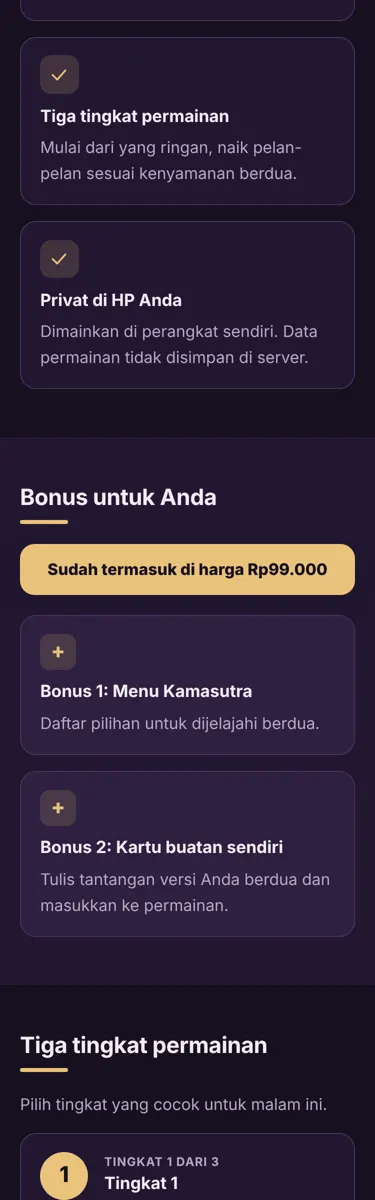 Tiga tingkat permainan
Mulai dari yang ringan, naik pelan-
pelan sesuai kenyamanan berdua.
Privat di HP Anda
Dimainkan di perangkat sendiri. Data
permainan tidak disimpan di server.
Bonus untuk Anda
Sudah termasuk di harga Rp99.000
Bonus 1: Menu Kamasutra
Daftar pilihan untuk dijelajahi berdua.
Bonus 2: Kartu buatan sendiri
Tulis tantangan versi Anda berdua dan
masukkan ke permainan.
Tiga tingkat permainan
Pilih tingkat yang cocok untuk malam ini.
1
TINGKAT 1 DARI 3
Tingkat 1